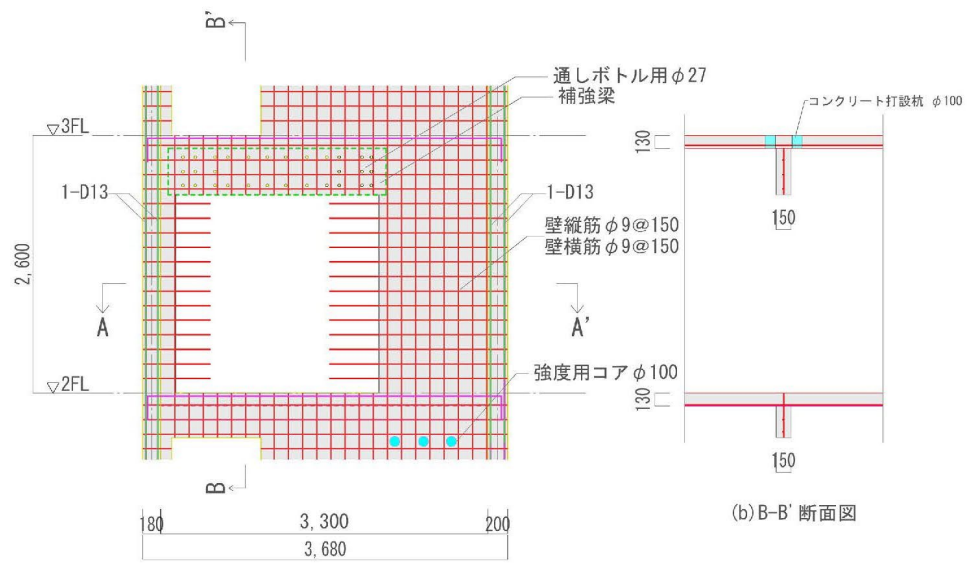 B'
通しボトル用φ27
補強梁
▽3FL
1-D13
1-D13
壁縦筋φ9@150
壁横筋φ9@150
2,600
A
A'
▽2FL
強度用コアφ100
B
180
3,300
200
3,680
コンクリート打設杭 φ100
130
150
130
150
(b)B-B' 断面図